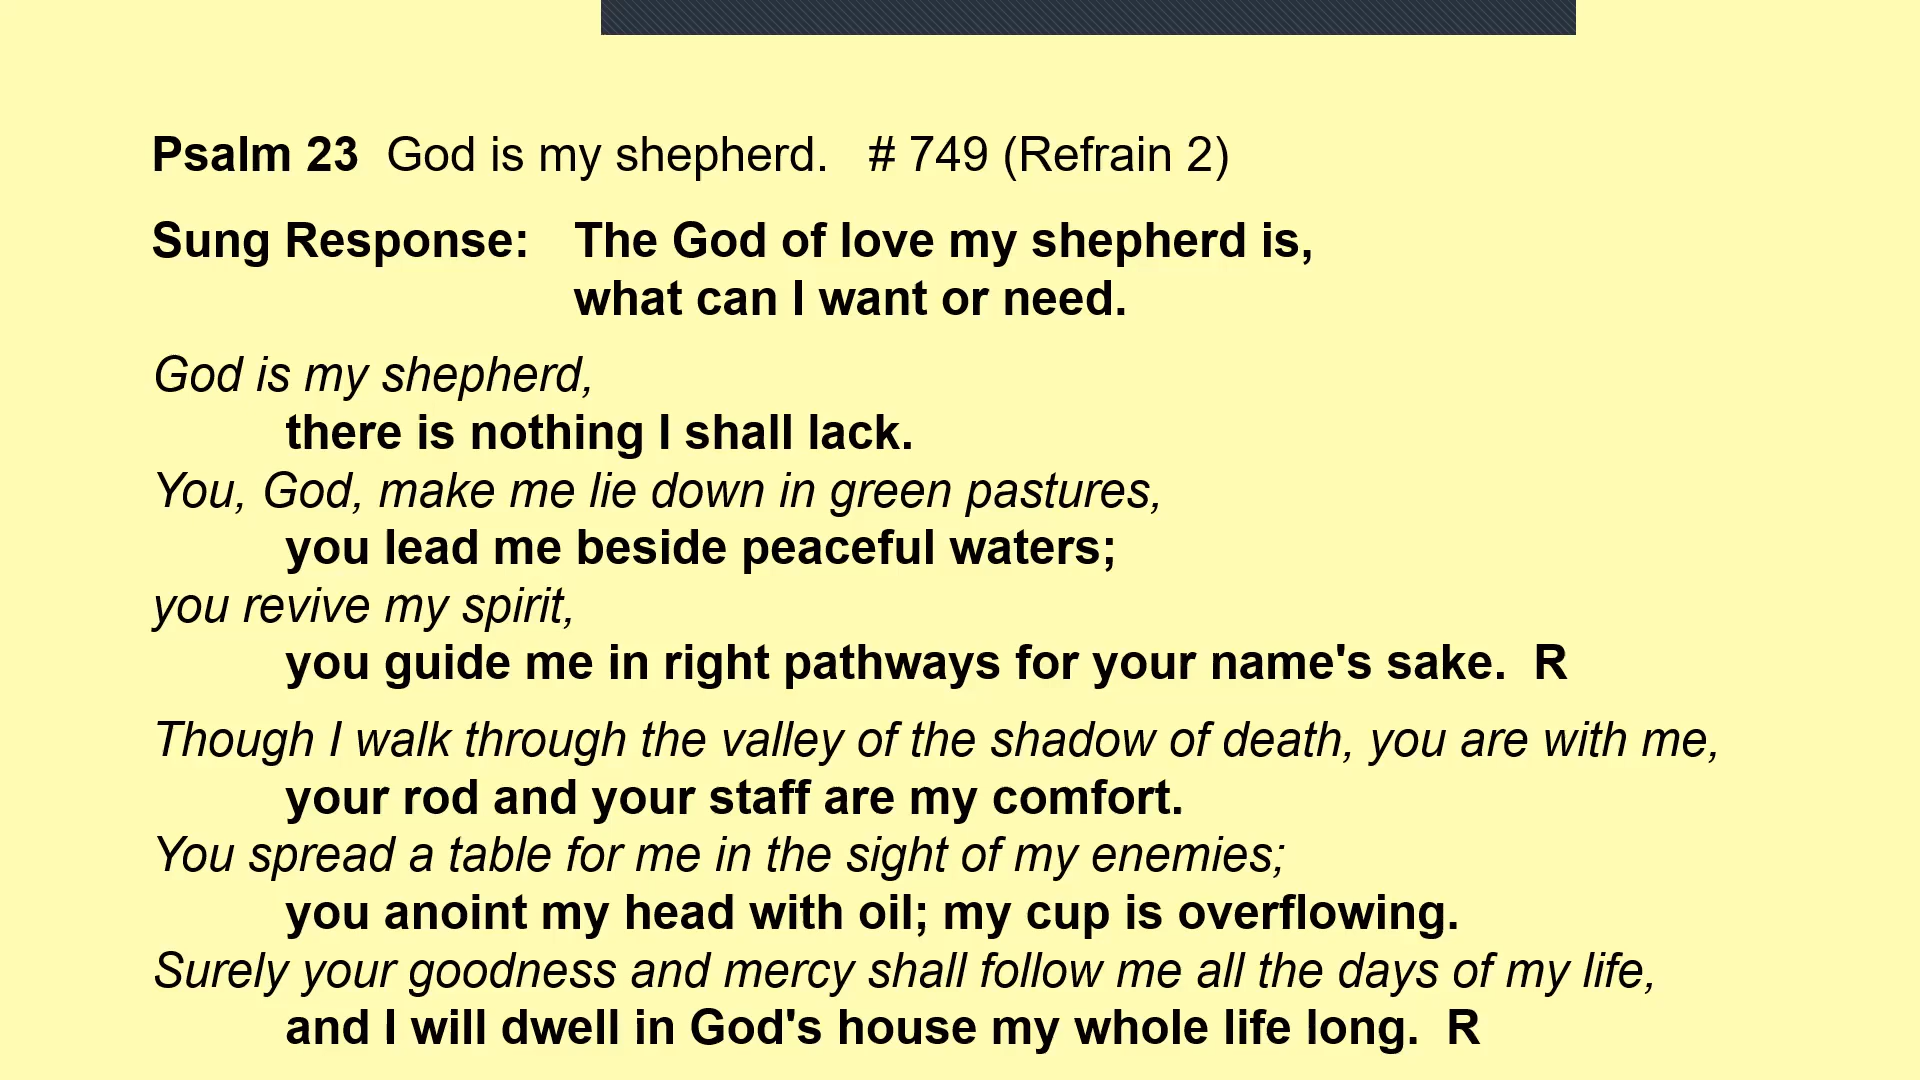 Psalm 23  God is my shepherd.   # 749 (Refrain 2)
Sung Response:   The God of love my shepherd is,
what can I want or need.
God is my shepherd,
there is nothing I shall lack.
You, God, make me lie down in green pastures,
you lead me beside peaceful waters;
you revive my spirit,
you guide me in right pathways for your name's sake.  R
Though I walk through the valley of the shadow of death, you are with me,
your rod and your staff are my comfort.
You spread a table for me in the sight of my enemies;
you anoint my head with oil; my cup is overflowing.
Surely your goodness and mercy shall follow me all the days of my life,
and I will dwell in God's house my whole life long.  R